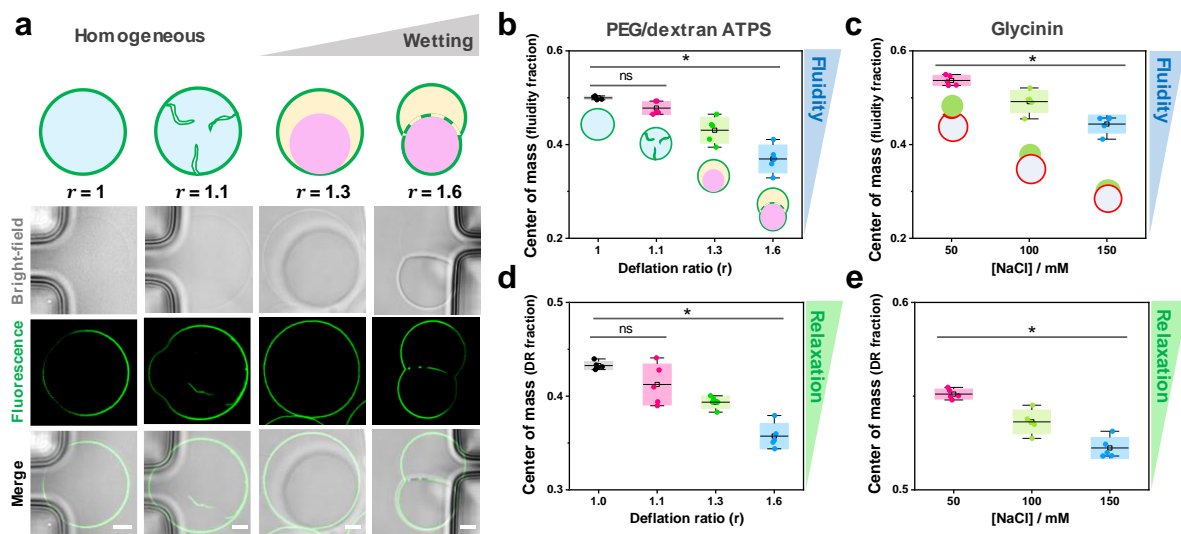 a
Homogeneous
Wetting
r = 1
r = 1.1
r = 1.3
r = 1.6
Bright-field
Fluorescence
Merge
b
PEG/dextran ATPS
Center of mass (fluidity fraction)
0.6
0.4
0.2
*
ns
1
1.1
1.3
1.6
Deflation ratio (r)
Fluidity
c
Glycinin
Center of mass (fluidity fraction)
0.6
0.4
0.2
*
50
100
150
[NaCl] / mM
Fluidity
d
Center of mass (DR fraction)
0.5
0.4
0.3
*
ns
1.0
1.1
1.3
1.6
Deflation ratio (r)
Relaxation
e
Center of mass (DR fraction)
0.6
0.5
*
50
100
150
[NaCl] / mM
Relaxation